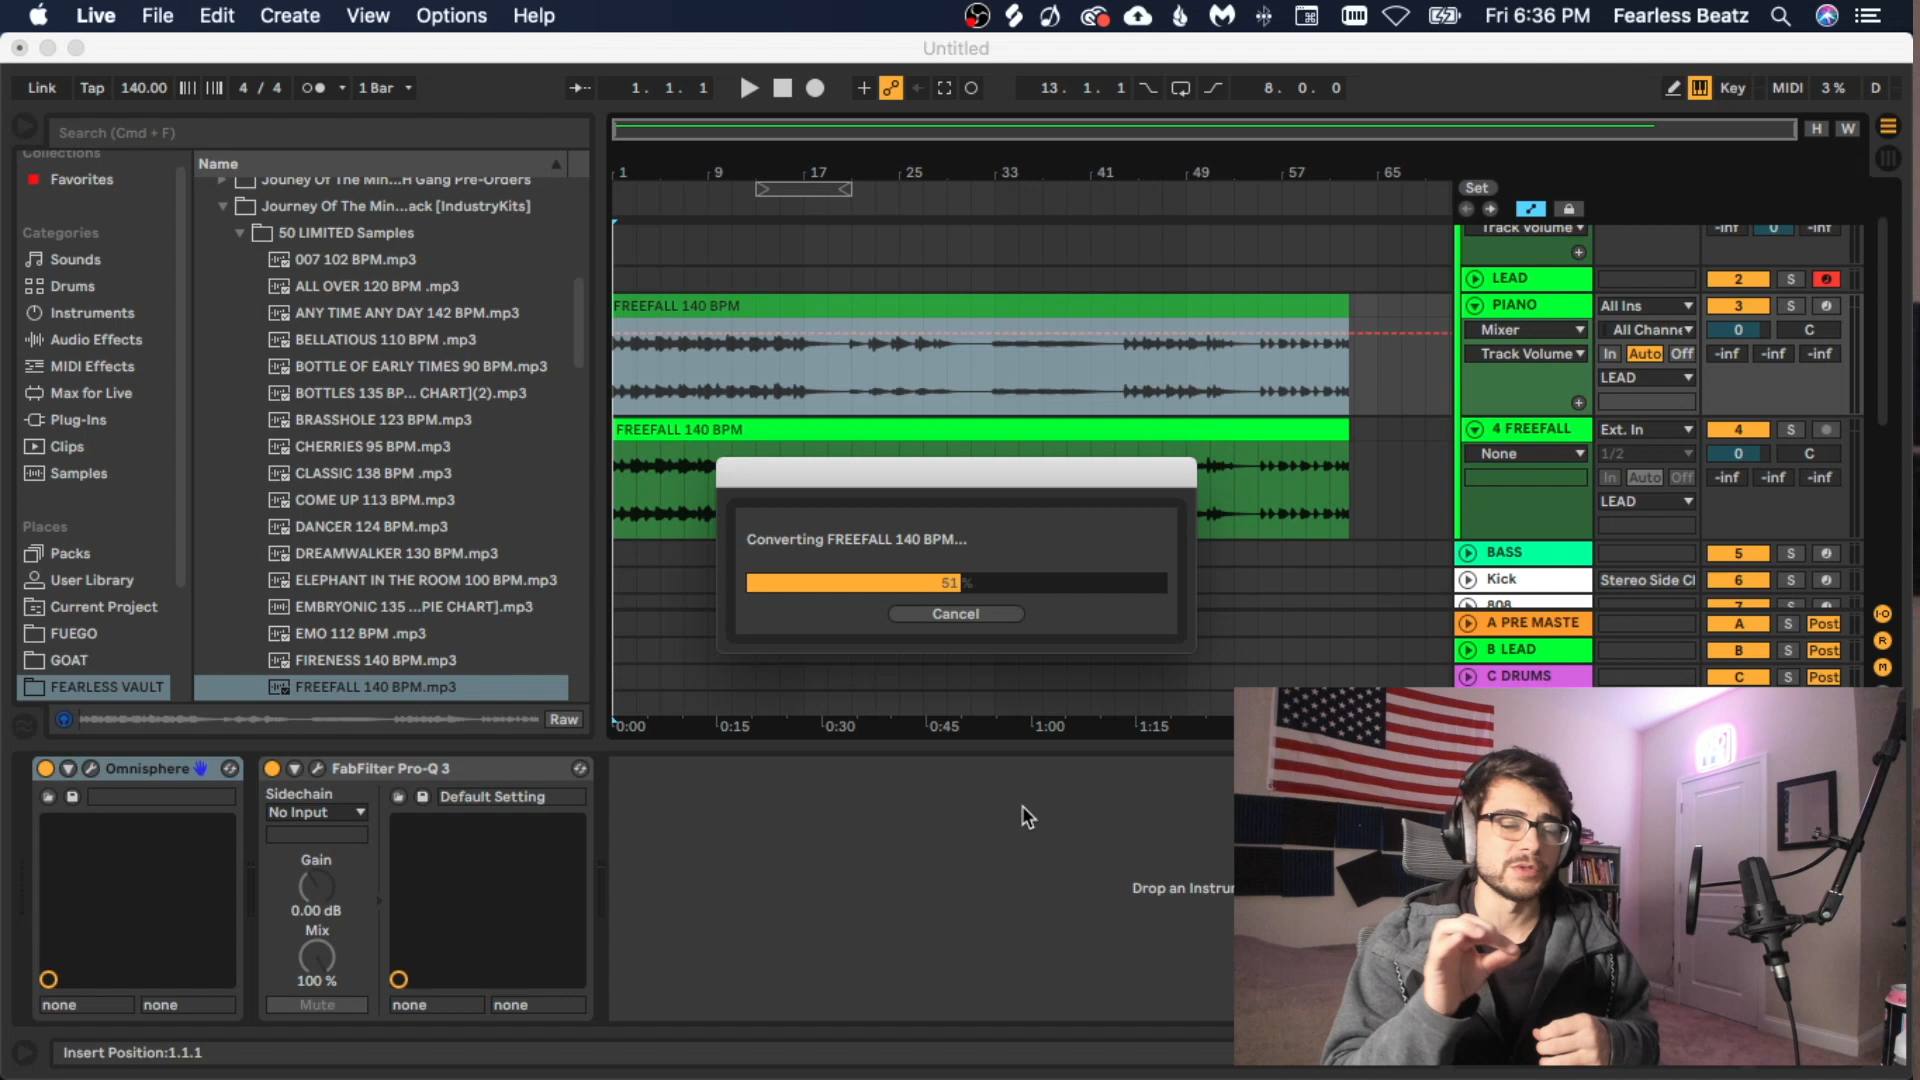 Live File Edit Create View Options Help
Fri 6:36 PM Fearless Beatz
Untitled
Link Tap 140.00 4 / 4 1 Bar
1. 1. 1
13. 1. 1
8. 0. 0
Key MIDI 3 % D
Search (Cmd + F)
H W
Collections
Favorites
Categories
Sounds
Drums
Instruments
Audio Effects
MIDI Effects
Max for Live
Plug-Ins
Clips
Samples
Places
Packs
User Library
Current Project
FUEGO
GOAT
FEARLESS VAULT
Name
Jouney Of The Min...H Gang Pre-Orders
Journey Of The Min...ack [IndustryKits]
50 LIMITED Samples
007 102 BPM.mp3
ALL OVER 120 BPM .mp3
ANY TIME ANY DAY 142 BPM.mp3
BELLATIOUS 110 BPM .mp3
BOTTLE OF EARLY TIMES 90 BPM.mp3
BOTTLES 135 BP... CHART](2).mp3
BRASSHOLE 123 BPM.mp3
CHERRIES 95 BPM.mp3
CLASSIC 138 BPM .mp3
COME UP 113 BPM.mp3
DANCER 124 BPM.mp3
DREAMWALKER 130 BPM.mp3
ELEPHANT IN THE ROOM 100 BPM.mp3
EMBRYONIC 135 ...PIE CHART].mp3
EMO 112 BPM .mp3
FIRENESS 140 BPM.mp3
FREEFALL 140 BPM.mp3
Raw
1 9 17 25 33 41 49 57 65
Set
FREEFALL 140 BPM
FREEFALL 140 BPM
Converting FREEFALL 140 BPM...
51 %
Cancel
0:00 0:15 0:30 0:45 1:00 1:15
Track Volume -inf 0 -inf
LEAD 2 S
PIANO All Ins 3 S
Mixer All Channe 0 C
Track Volume In Auto Off -inf -inf -inf
LEAD
4 FREEFALL Ext. In 4 S
None 1/2 0 C
In Auto Off -inf -inf -inf
LEAD
BASS 5 S
Kick Stereo Side Cl 6 S
808 7 S
A PRE MASTE A S Post
B LEAD B S Post
C DRUMS C S Post
I-O
R
M
Omnisphere
none none
FabFilter Pro-Q 3
Sidechain
No Input
Default Setting
Gain
0.00 dB
Mix
100 %
Mute
none none
Drop an Instru
Insert Position:1.1.1